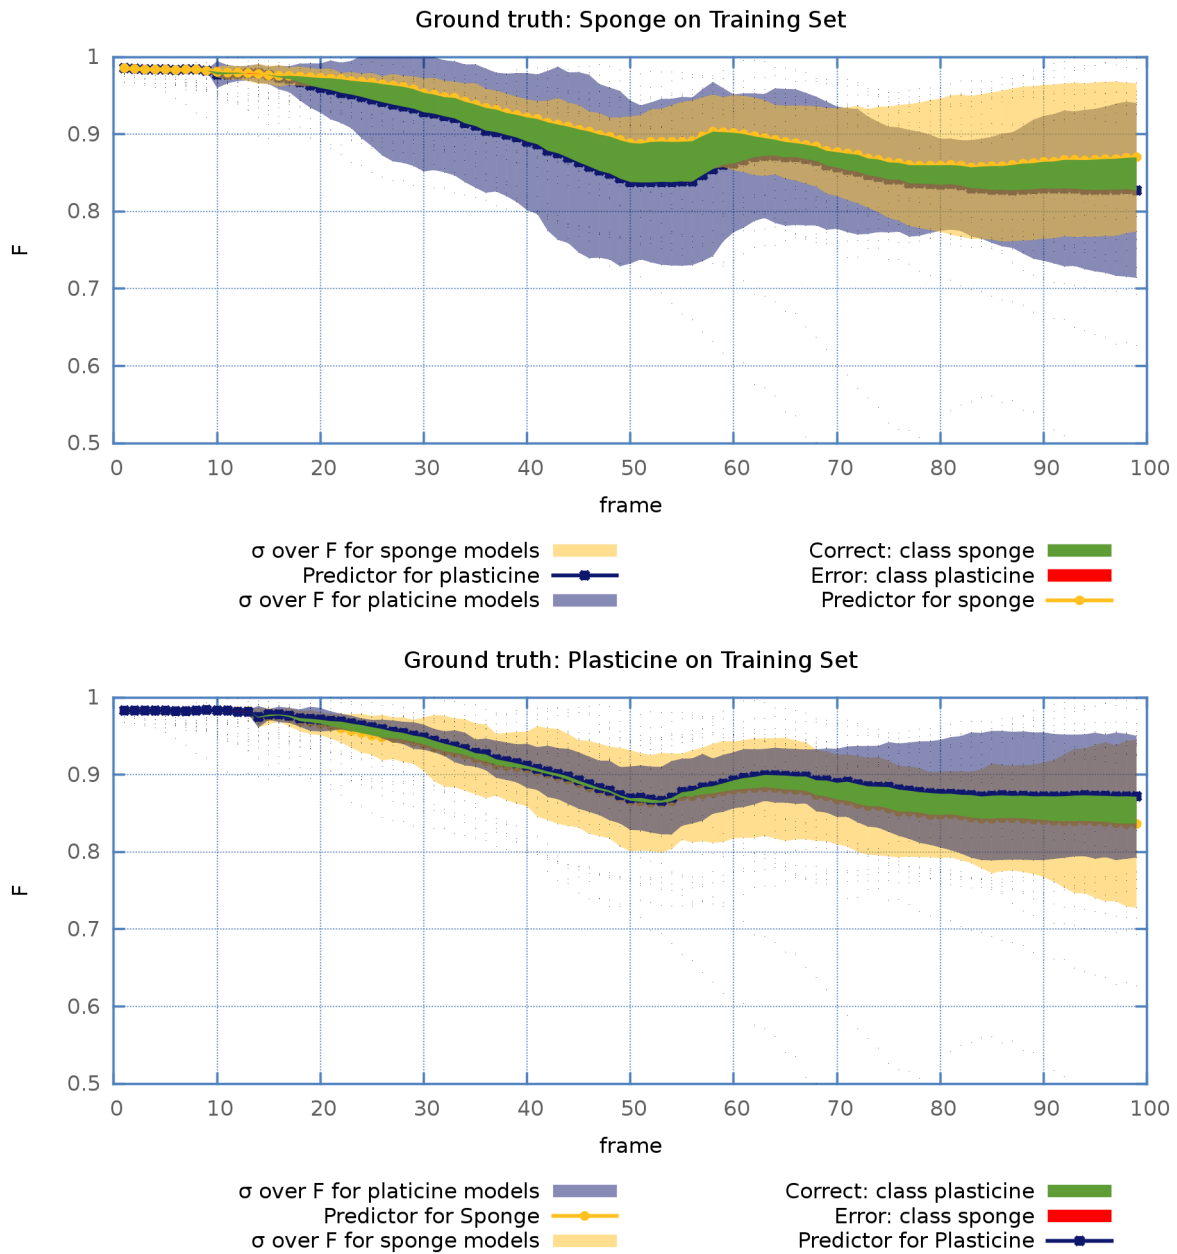 Ground truth: Sponge on Training Set
1
0.9
0.8
0.7
0.6
0.5
F
0 10 20 30 40 50 60 70 80 90 100
frame
σ over F for sponge models
Predictor for plasticine
σ over F for platicine models
Correct: class sponge
Error: class plasticine
Predictor for sponge
Ground truth: Plasticine on Training Set
1
0.9
0.8
0.7
0.6
0.5
F
0 10 20 30 40 50 60 70 80 90 100
frame
σ over F for platicine models
Predictor for Sponge
σ over F for sponge models
Correct: class plasticine
Error: class sponge
Predictor for Plasticine